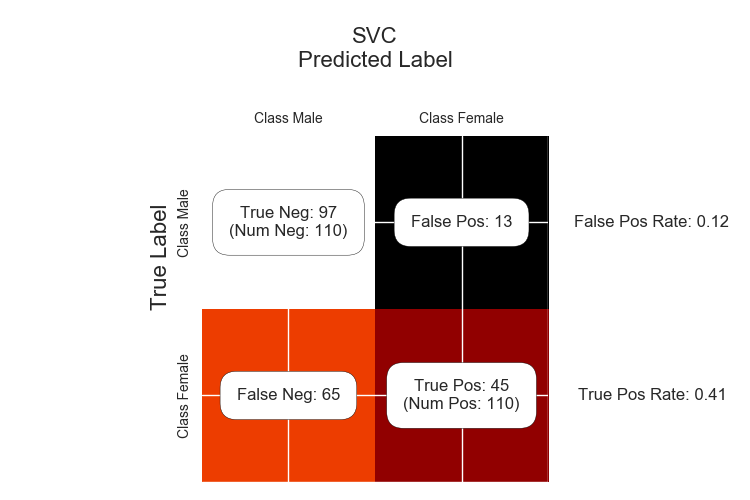 SVC
Predicted Label
Class Male
Class Female
True Label
Class Male
True Neg: 97
(Num Neg: 110)
False Pos: 13
False Pos Rate: 0.12
Class Female
False Neg: 65
True Pos: 45
(Num Pos: 110)
True Pos Rate: 0.41